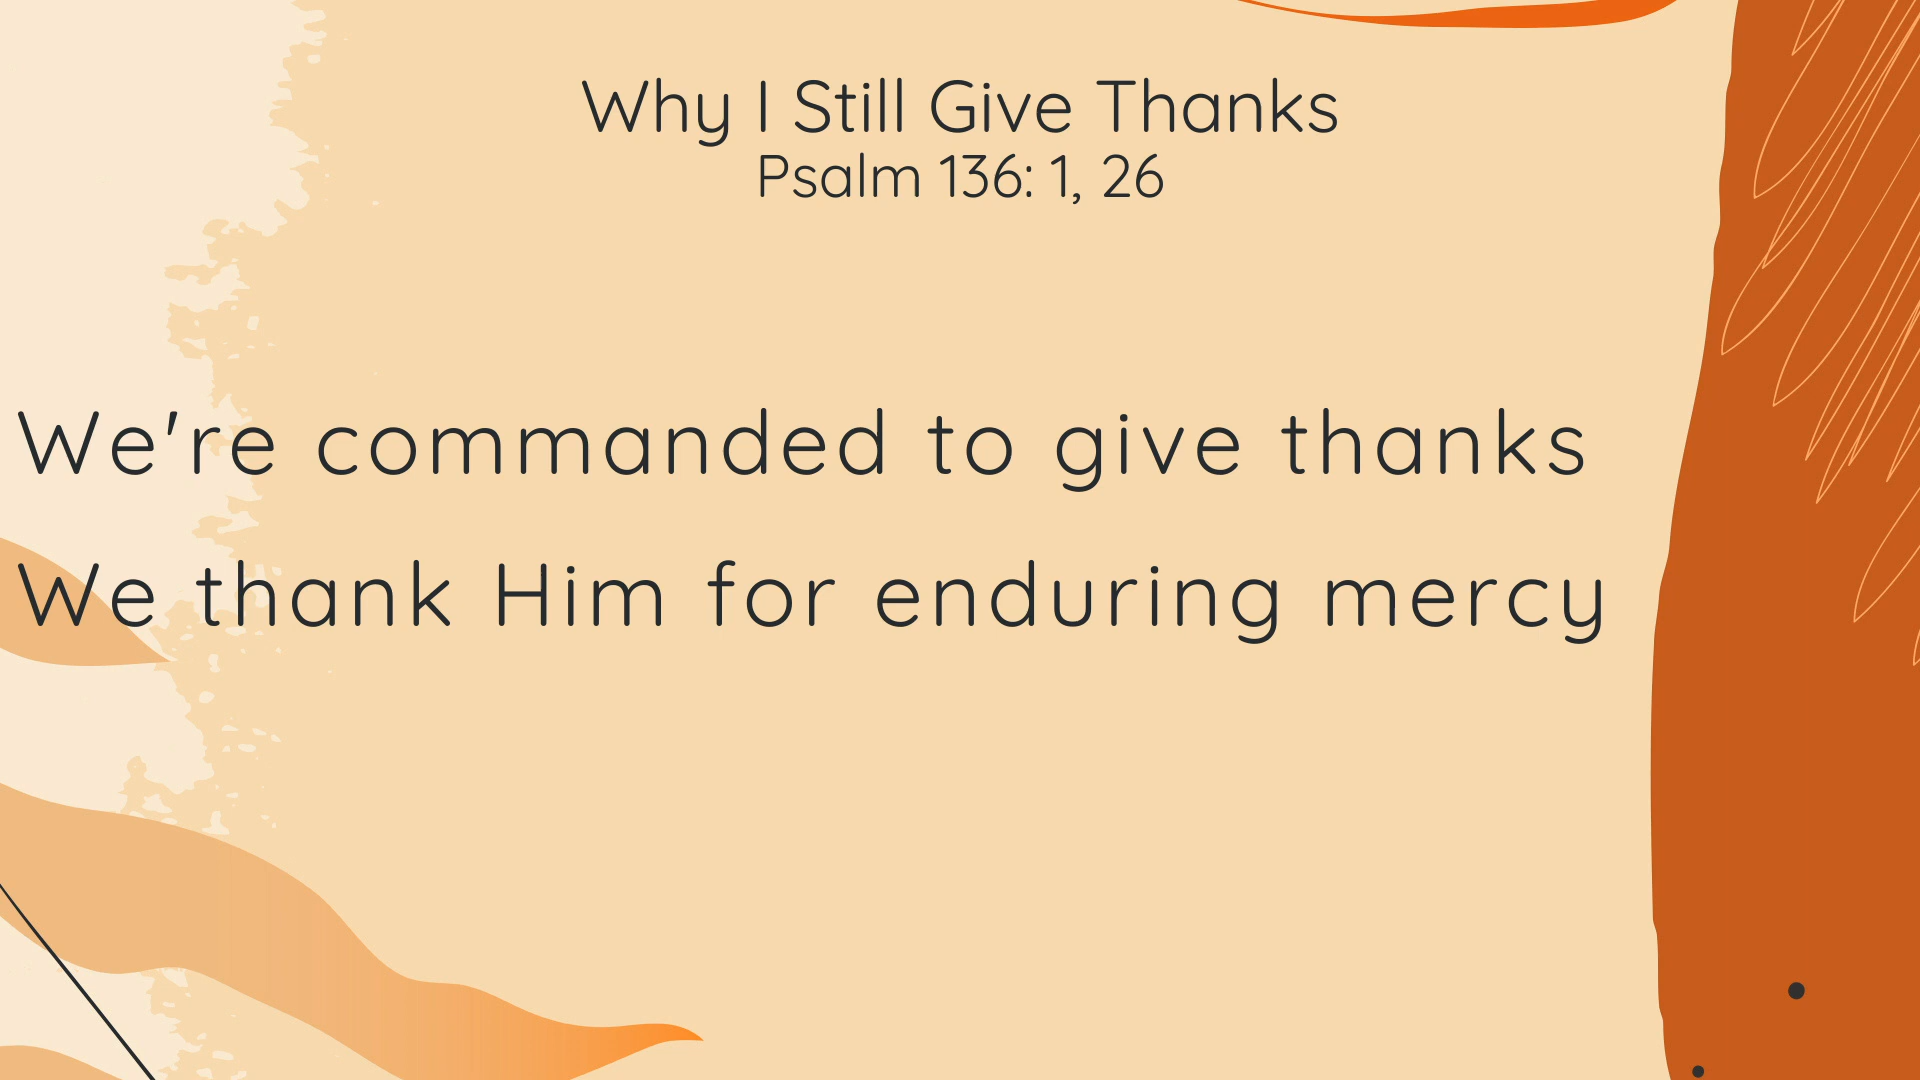 Why I Still Give Thanks
Psalm 136: 1, 26
We're commanded to give thanks
We thank Him for enduring mercy